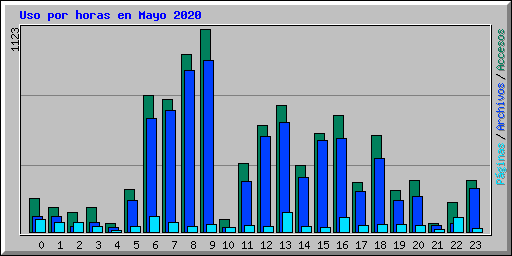 Uso por horas en Mayo 2020
1123
Páginas / Archivos / Accesos
0 1 2 3 4 5 6 7 8 9 10 11 12 13 14 15 16 17 18 19 20 21 22 23